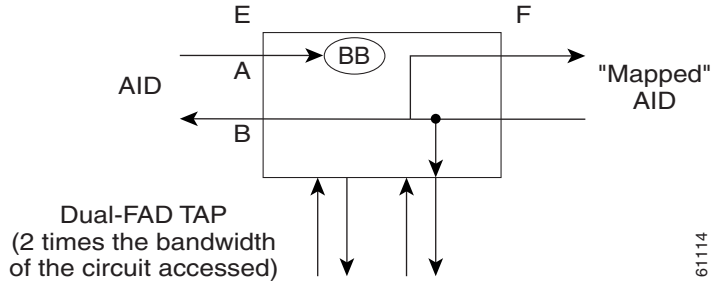 E
F
A
BB
AID
"Mapped"
AID
B
Dual-FAD TAP
(2 times the bandwidth
of the circuit accessed)
61114